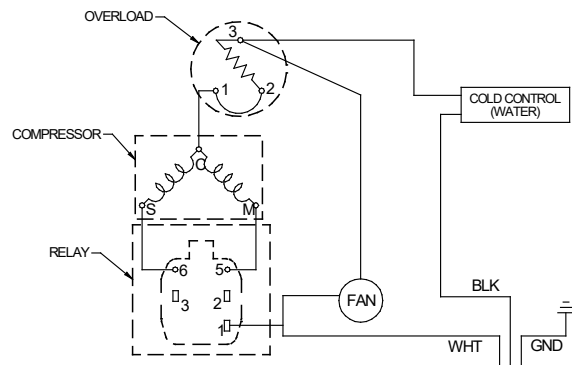 OVERLOAD
3
1
2
COLD CONTROL
(WATER)
COMPRESSOR
C
S
M
RELAY
6
5
3
2
1
FAN
BLK
WHT
GND